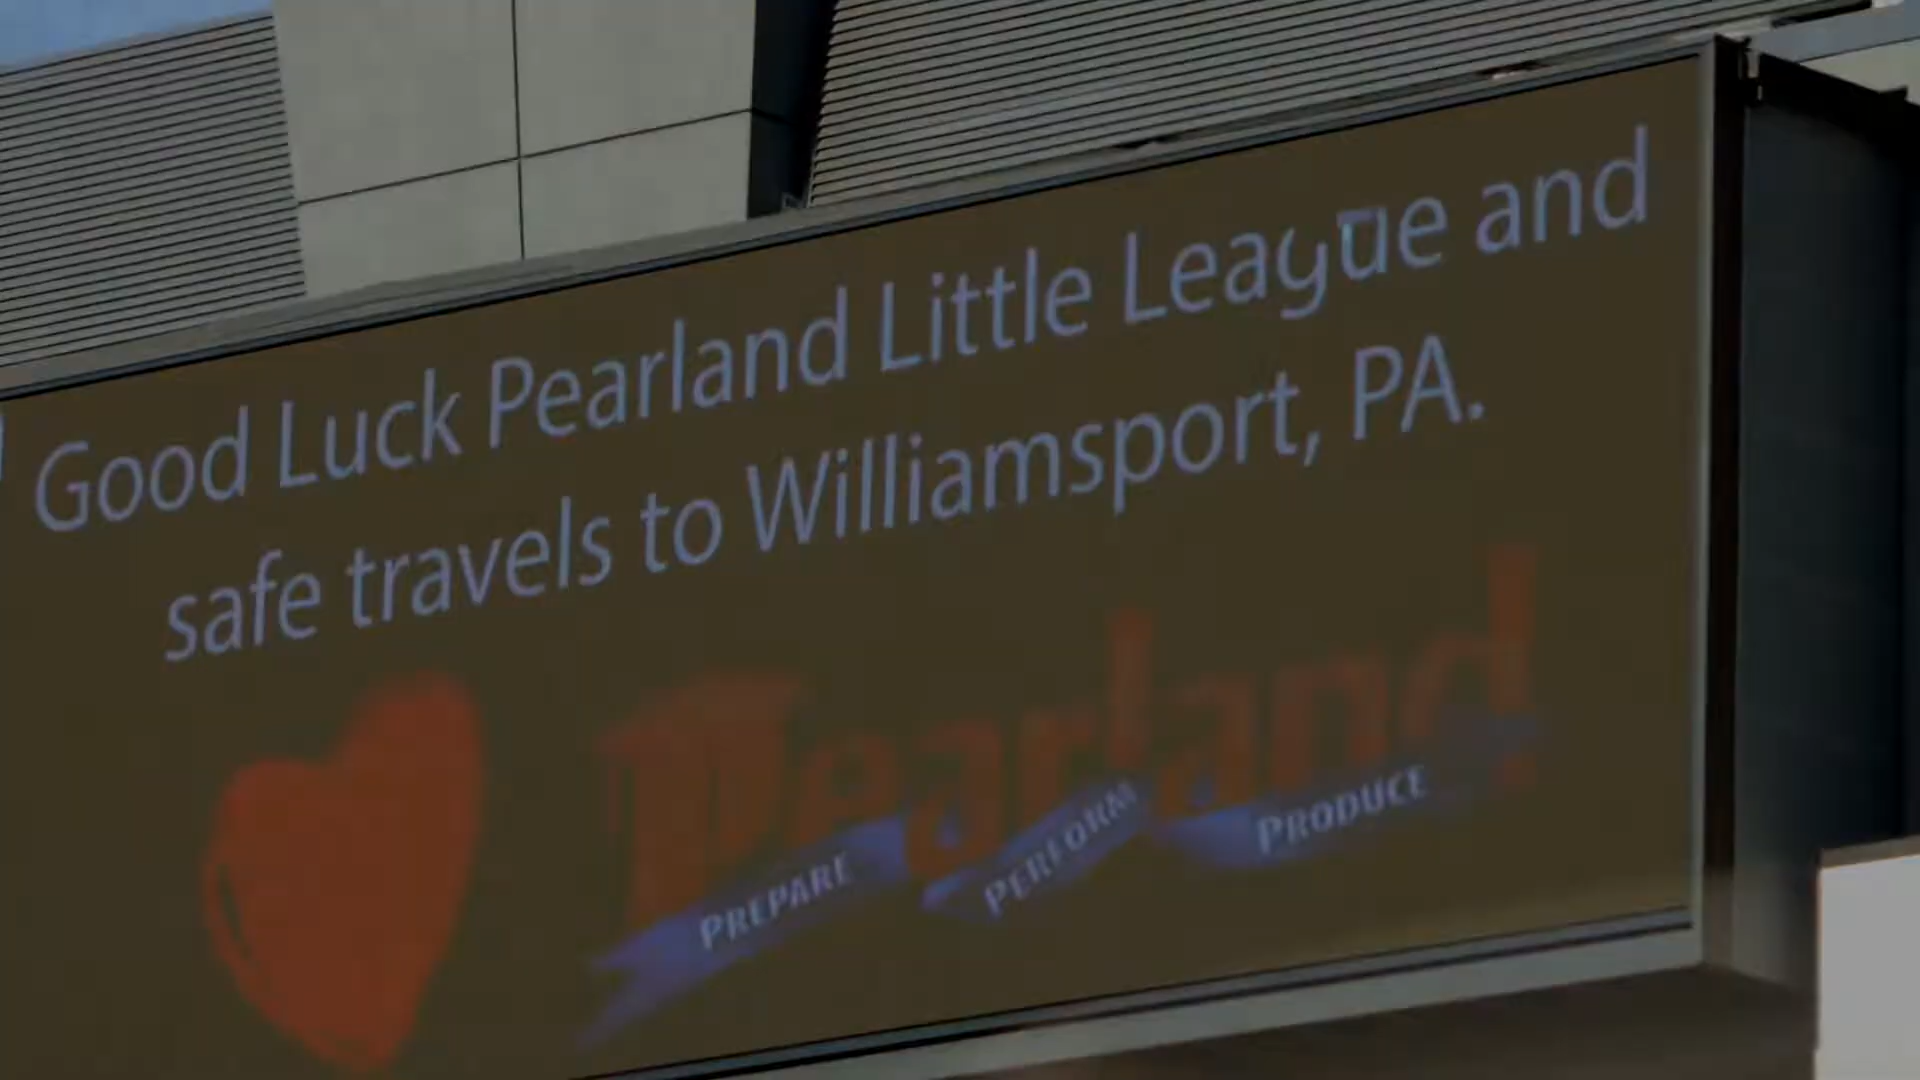 Good Luck Pearland Little League and
safe travels to Williamsport, PA.
Pearland
PREPARE PERFORM PRODUCE